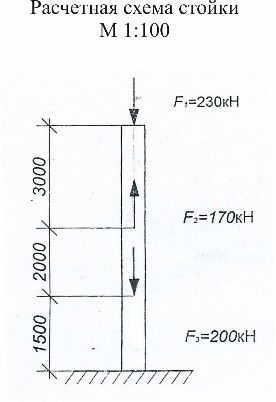 Расчетная схема стойки
М 1:100
F₁=230кН
3000
F₂=170кН
2000
1500
F₃=200кН